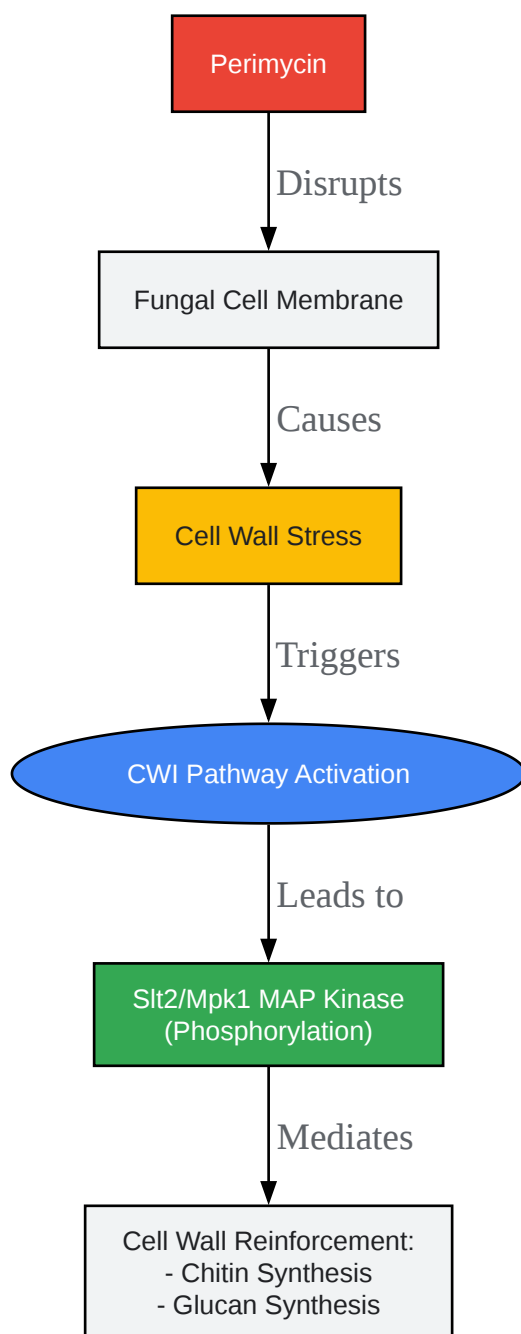 Perimycin
Disrupts
Fungal Cell Membrane
Causes
Cell Wall Stress
Triggers
CWI Pathway Activation
Leads to
Slt2/Mpk1 MAP Kinase
(Phosphorylation)
Mediates
Cell Wall Reinforcement:
- Chitin Synthesis
- Glucan Synthesis